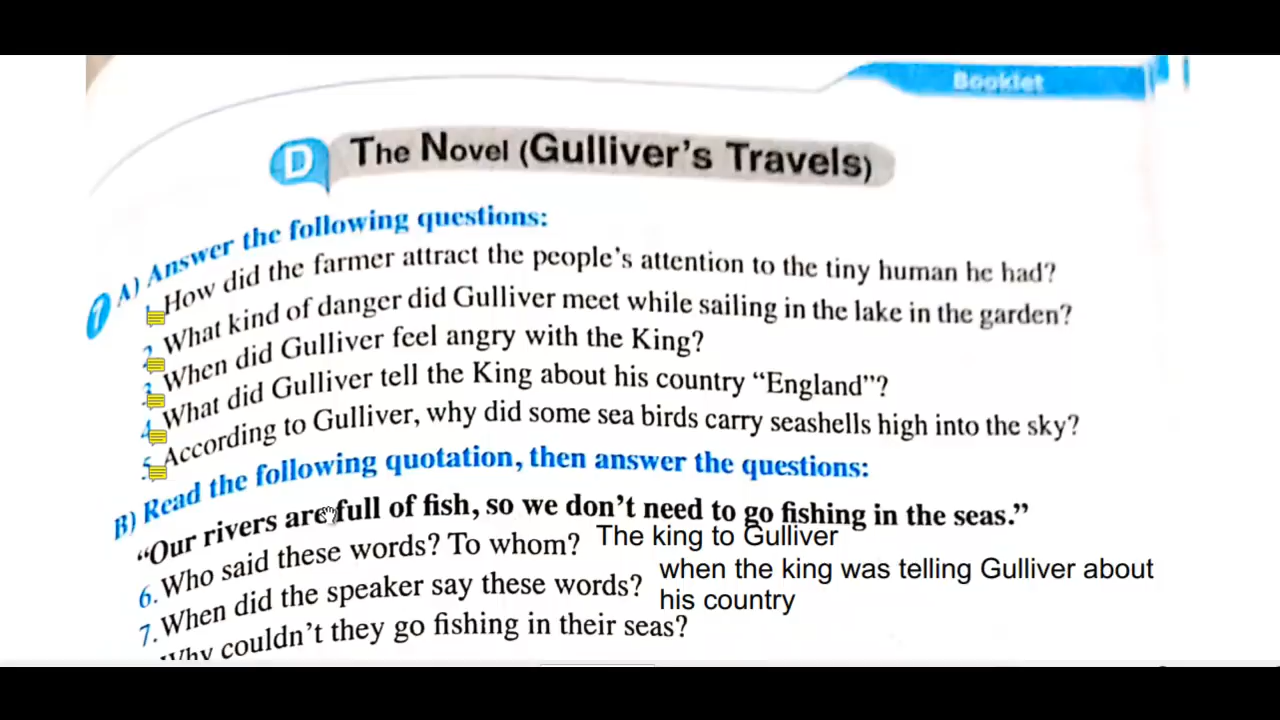 Booklet
D The Novel (Gulliver's Travels)
1 A) Answer the following questions:
1. How did the farmer attract the people's attention to the tiny human he had?
2. What kind of danger did Gulliver meet while sailing in the lake in the garden?
3. When did Gulliver feel angry with the King?
4. What did Gulliver tell the King about his country "England"?
5. According to Gulliver, why did some sea birds carry seashells high into the sky?
B) Read the following quotation, then answer the questions:
"Our rivers are full of fish, so we don't need to go fishing in the seas."
6. Who said these words? To whom? The king to Gulliver
7. When did the speaker say these words? when the king was telling Gulliver about
his country
Why couldn't they go fishing in their seas?